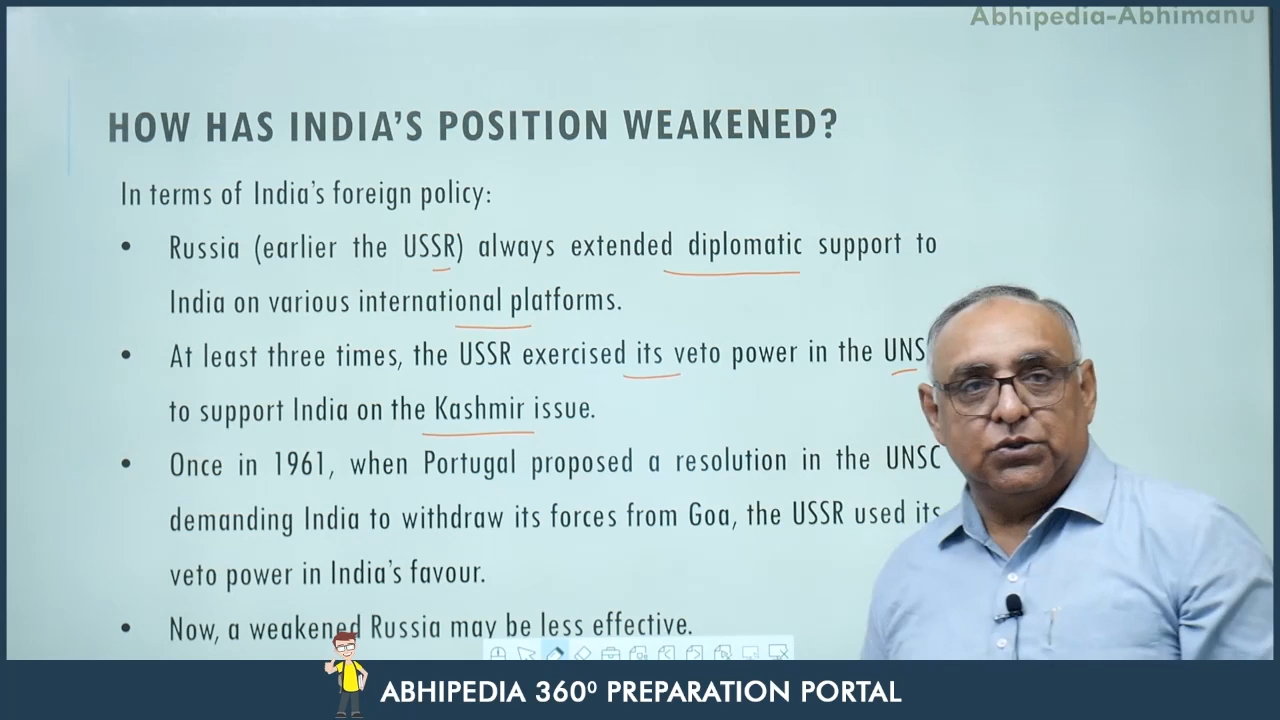 Abhipedia-Abhimanu
HOW HAS INDIA'S POSITION WEAKENED?
In terms of India's foreign policy:
• Russia (earlier the USSR) always extended diplomatic support to
India on various international platforms.
• At least three times, the USSR exercised its veto power in the UNS
to support India on the Kashmir issue.
• Once in 1961, when Portugal proposed a resolution in the UNSC
demanding India to withdraw its forces from Goa, the USSR used its
veto power in India's favour.
• Now, a weakened Russia may be less effective.
ABHIPEDIA 360º PREPARATION PORTAL